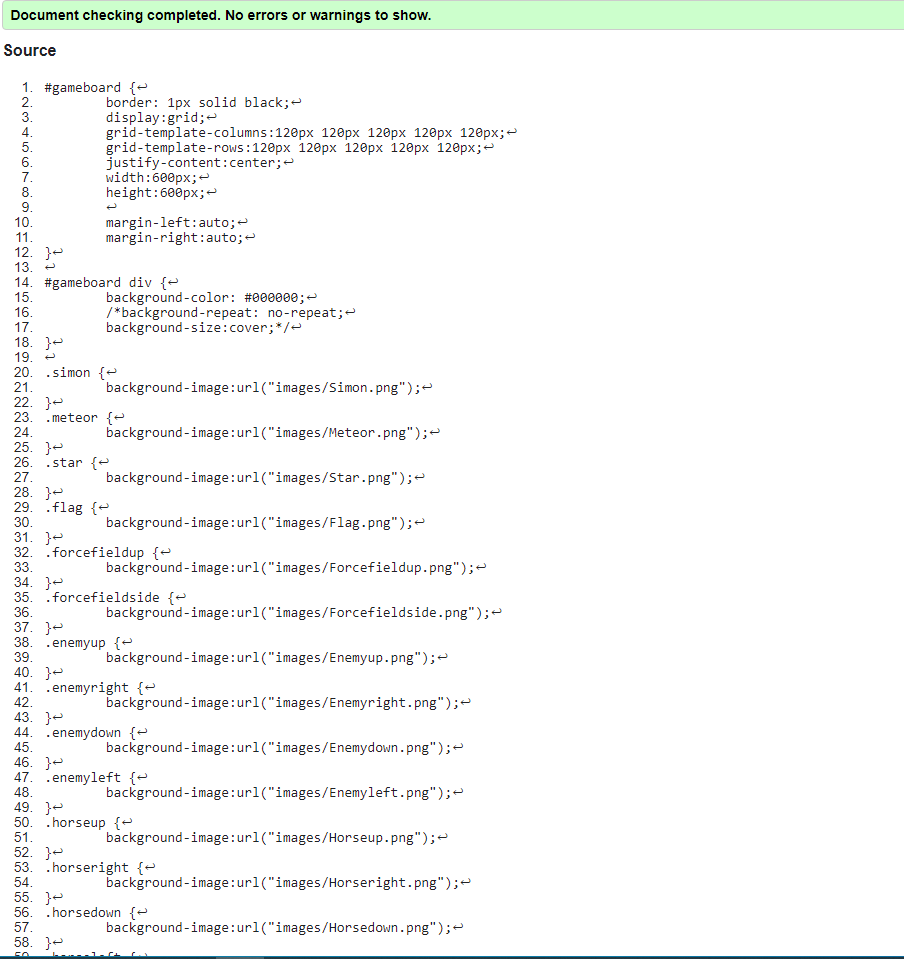 Document checking completed. No errors or warnings to show.
Source
1. #gameboard {↩
2. border: 1px solid black;↩
3. display:grid;↩
4. grid-template-columns:120px 120px 120px 120px 120px;↩
5. grid-template-rows:120px 120px 120px 120px 120px;↩
6. justify-content:center;↩
7. width:600px;↩
8. height:600px;↩
9. ↩
10. margin-left:auto;↩
11. margin-right:auto;↩
12. }↩
13. ↩
14. #gameboard div {↩
15. background-color: #000000;↩
16. /*background-repeat: no-repeat;↩
17. background-size:cover;*/↩
18. }↩
19. ↩
20. .simon {↩
21. background-image:url("images/Simon.png");↩
22. }↩
23. .meteor {↩
24. background-image:url("images/Meteor.png");↩
25. }↩
26. .star {↩
27. background-image:url("images/Star.png");↩
28. }↩
29. .flag {↩
30. background-image:url("images/Flag.png");↩
31. }↩
32. .forcefieldup {↩
33. background-image:url("images/Forcefieldup.png");↩
34. }↩
35. .forcefieldside {↩
36. background-image:url("images/Forcefieldside.png");↩
37. }↩
38. .enemyup {↩
39. background-image:url("images/Enemyup.png");↩
40. }↩
41. .enemyright {↩
42. background-image:url("images/Enemyright.png");↩
43. }↩
44. .enemydown {↩
45. background-image:url("images/Enemydown.png");↩
46. }↩
47. .enemyleft {↩
48. background-image:url("images/Enemyleft.png");↩
49. }↩
50. .horseup {↩
51. background-image:url("images/Horseup.png");↩
52. }↩
53. .horseright {↩
54. background-image:url("images/Horseright.png");↩
55. }↩
56. .horsedown {↩
57. background-image:url("images/Horsedown.png");↩
58. }↩